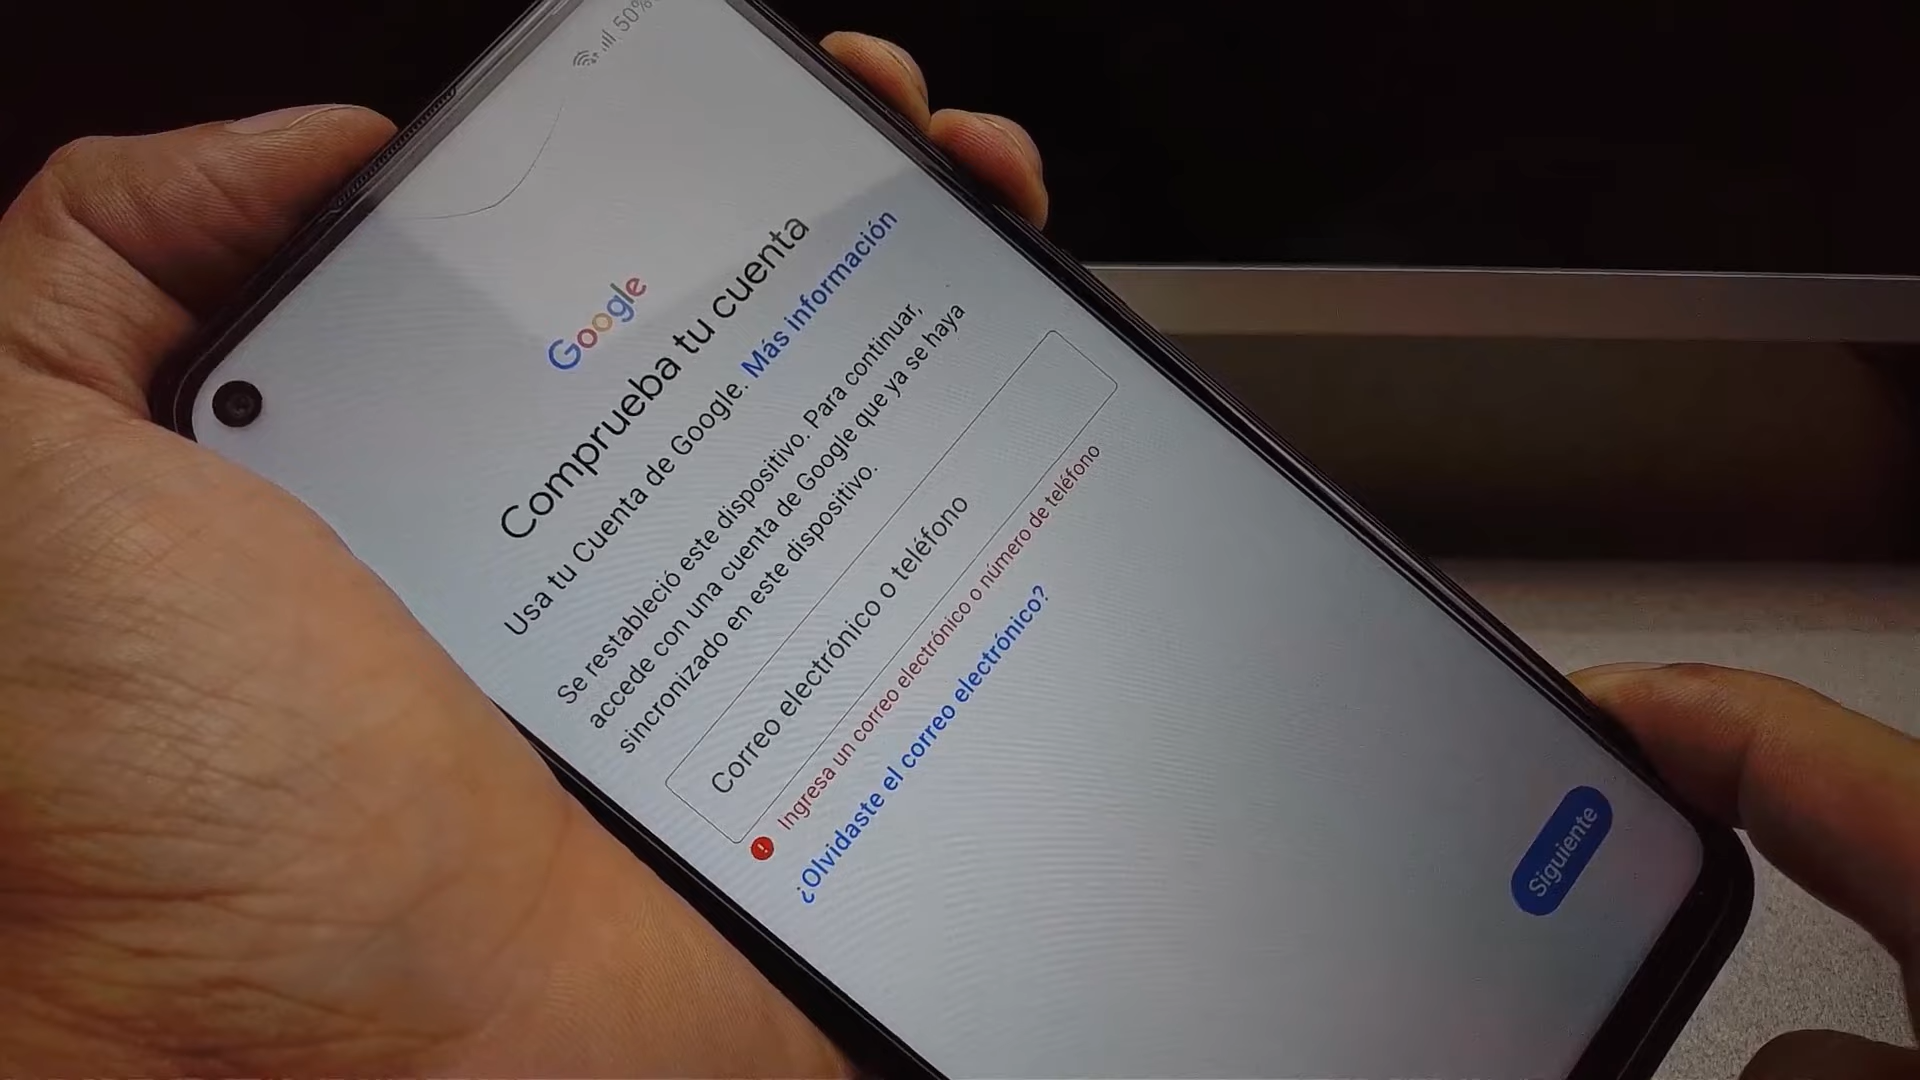 50%
Google
Comprueba tu cuenta
Usa tu Cuenta de Google. Más información
Se restableció este dispositivo. Para continuar,
accede con una cuenta de Google que ya se haya
sincronizado en este dispositivo.
Correo electrónico o teléfono
Ingresa un correo electrónico o número de teléfono
¿Olvidaste el correo electrónico?
Siguiente